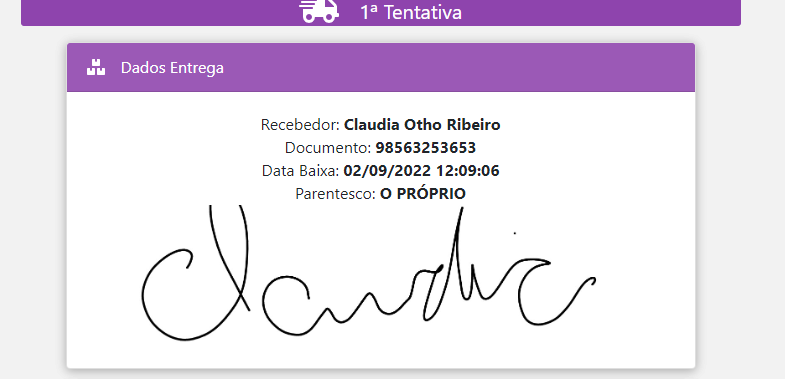 1ª Tentativa
Dados Entrega
Recebedor: Claudia Otho Ribeiro
Documento: 98563253653
Data Baixa: 02/09/2022 12:09:06
Parentesco: O PRÓPRIO
Claudia